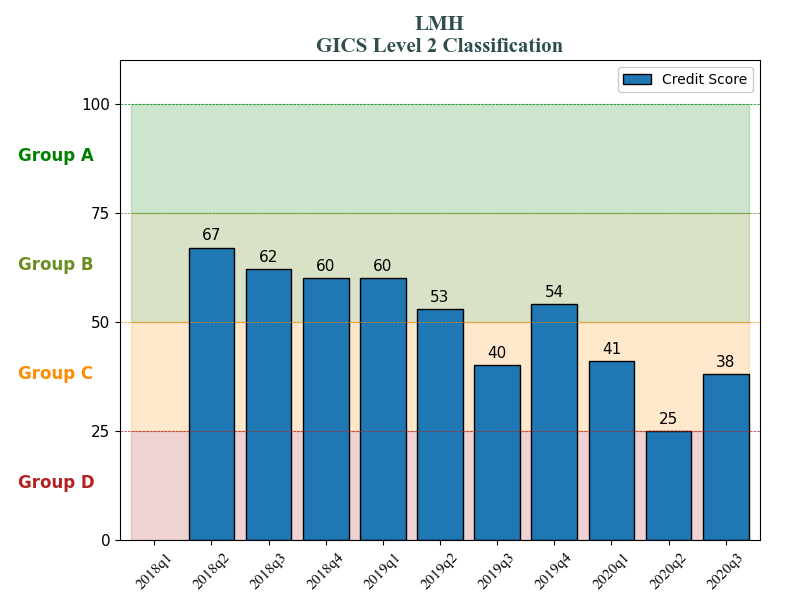 LMH
GICS Level 2 Classification
Credit Score
100
Group A
75
67
62
60
60
53
54
Group B
50
40
41
38
Group C
25
25
Group D
0
2018q1
2018q2
2018q3
2018q4
2019q1
2019q2
2019q3
2019q4
2020q1
2020q2
2020q3